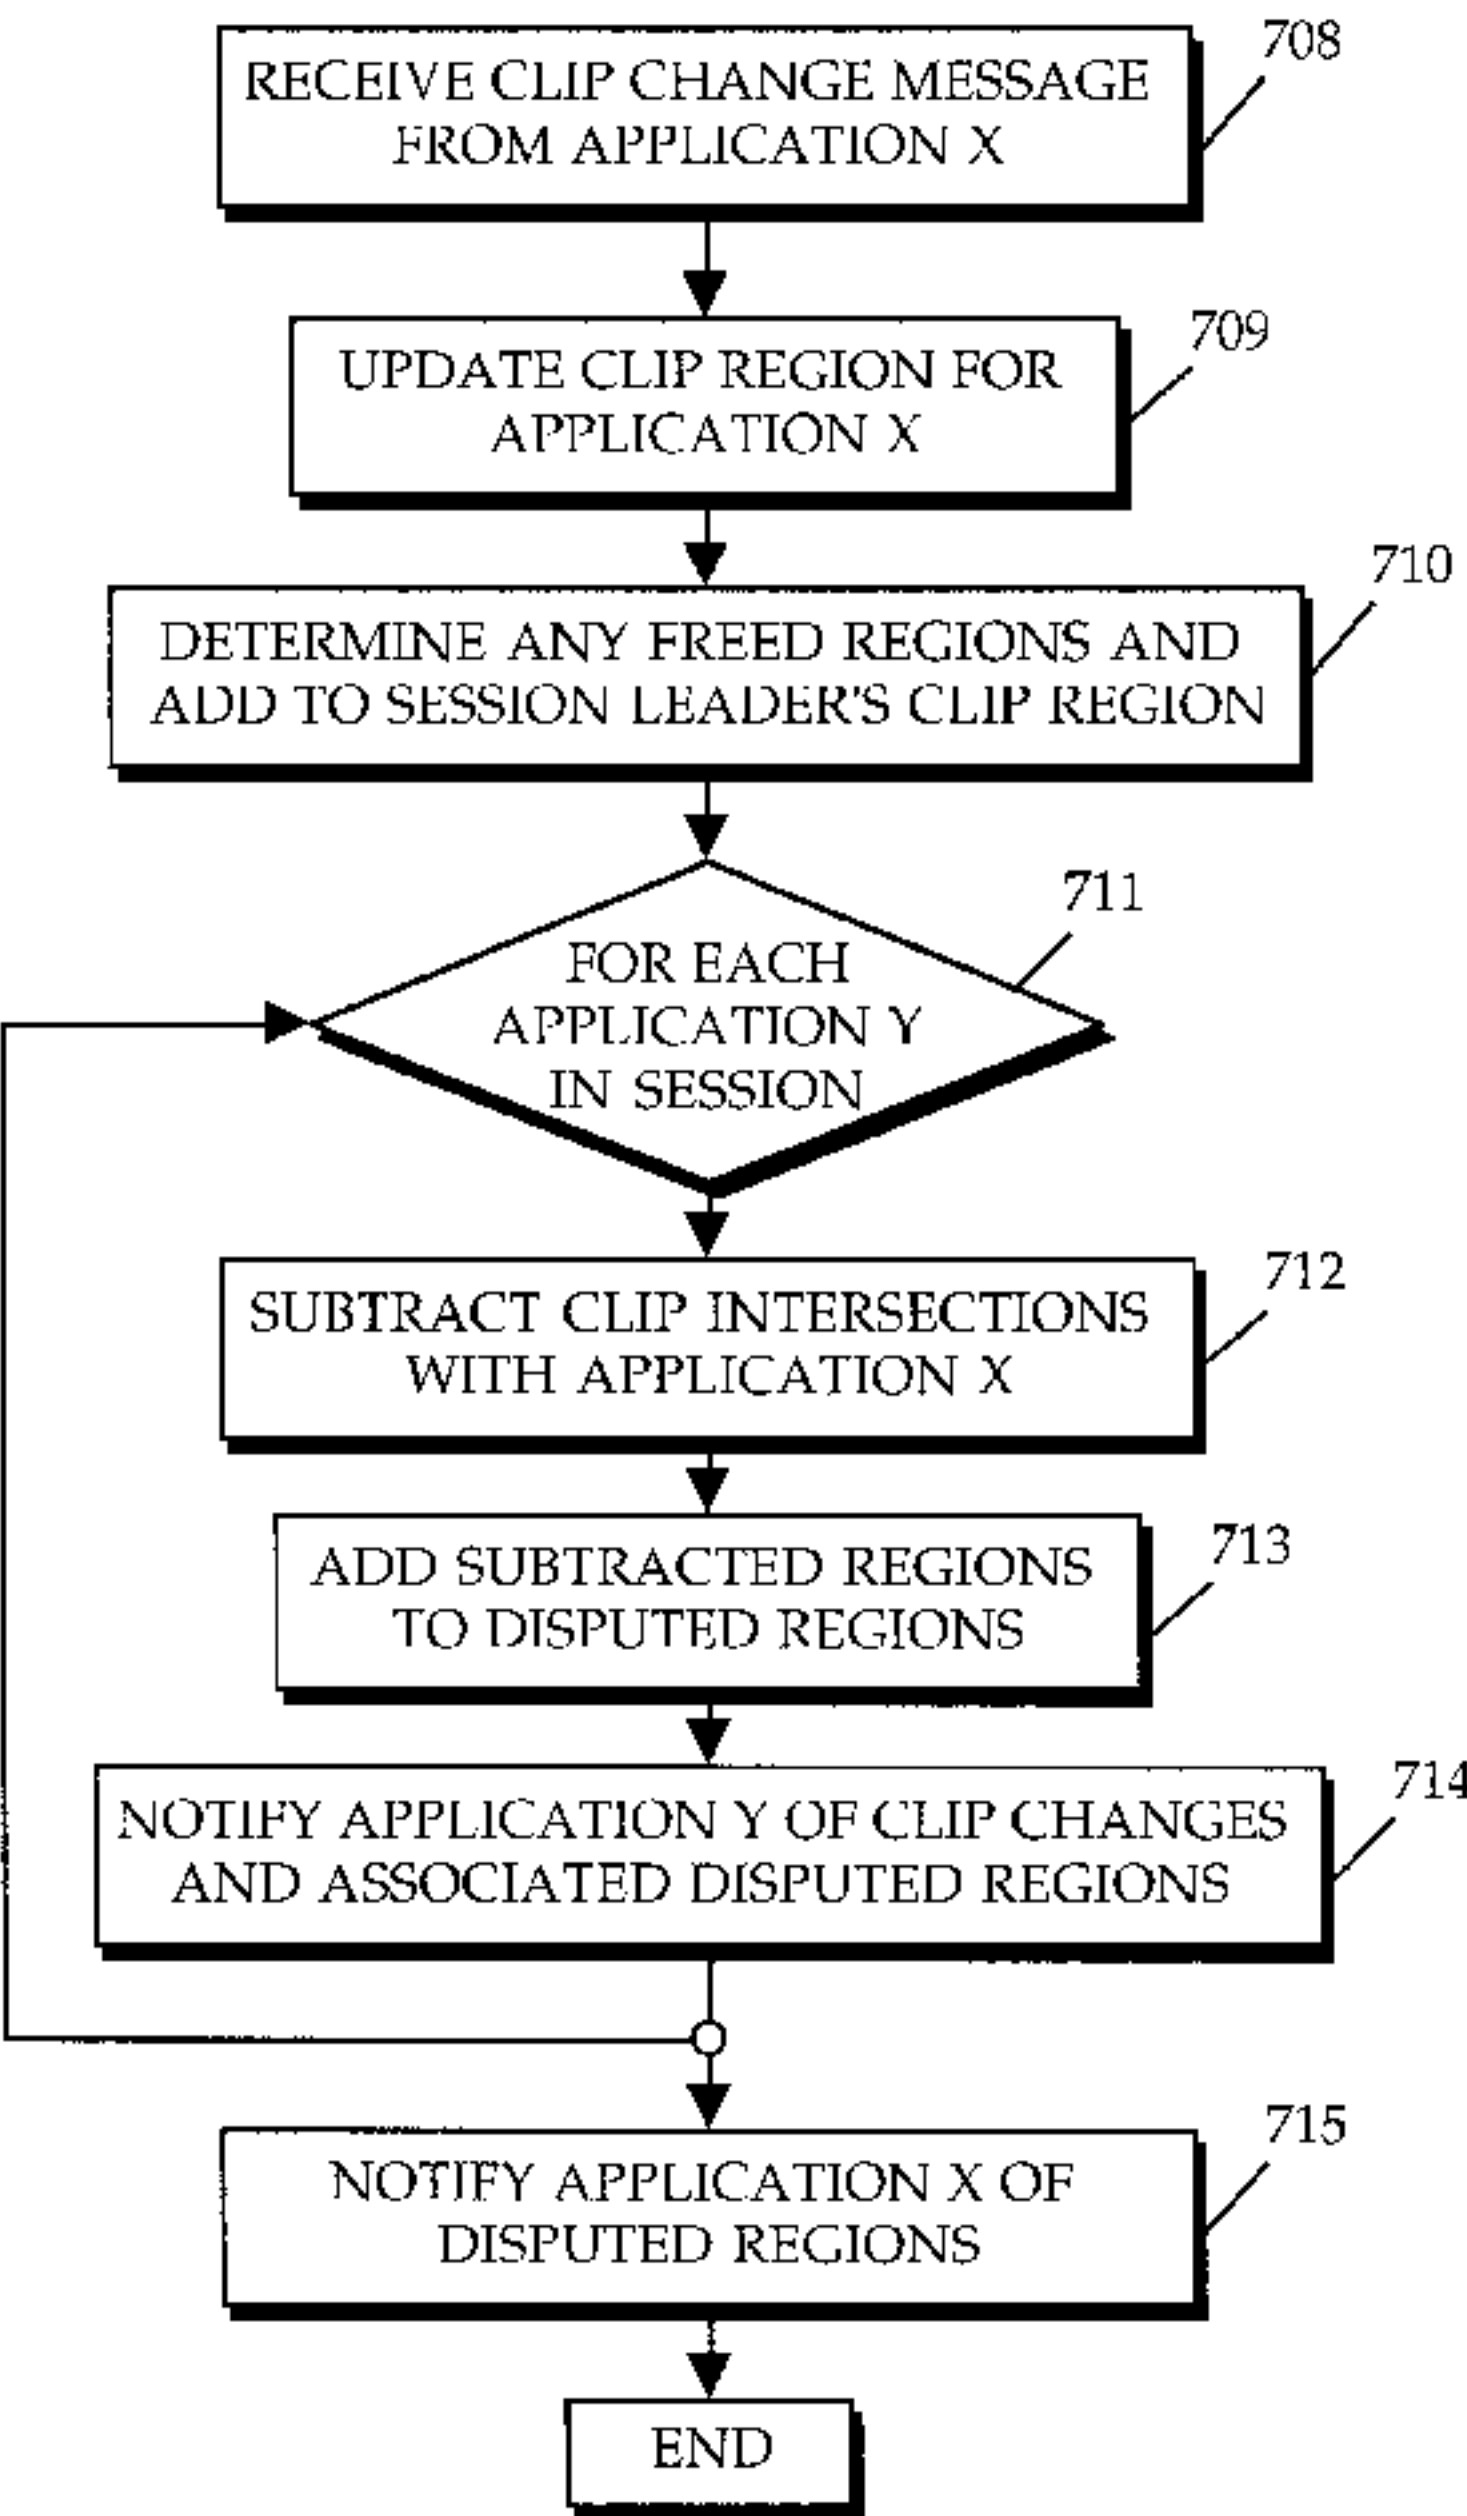 708
RECEIVE CLIP CHANGE MESSAGE
FROM APPLICATION X
709
UPDATE CLIP REGION FOR
APPLICATION X
710
DETERMINE ANY FREED REGIONS AND
ADD TO SESSION LEADER'S CLIP REGION
711
FOR EACH
APPLICATION Y
IN SESSION
712
SUBTRACT CLIP INTERSECTIONS
WITH APPLICATION X
713
ADD SUBTRACTED REGIONS
TO DISPUTED REGIONS
714
NOTIFY APPLICATION Y OF CLIP CHANGES
AND ASSOCIATED DISPUTED REGIONS
715
NOTIFY APPLICATION X OF
DISPUTED REGIONS
END